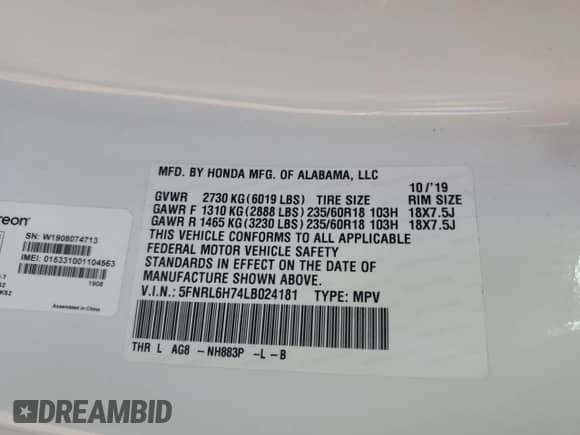 MFD. BY HONDA MFG. OF ALABAMA, LLC 10/'19
GVWR 2730 KG(6019 LBS) TIRE SIZE RIM SIZE
GAWR F 1310 KG(2888 LBS)235/60R18 103H 18X7.5J
GAWR R 1465 KG(3230 LBS)235/60R18 103H 18X7.5J
THIS VEHICLE CONFORMS TO ALL APPLICABLE
FEDERAL MOTOR VEHICLE SAFETY
STANDARDS IN EFFECT ON THE DATE OF
MANUFACTURE SHOWN ABOVE.
V.I.N.: 5FNRL6H74LB024181 TYPE: MPV
THR L AG8 -NH883P -L -B
reon
SN: W1908074713
IMEI: 015331001104563
1908
Assembled in China
DREAMBID